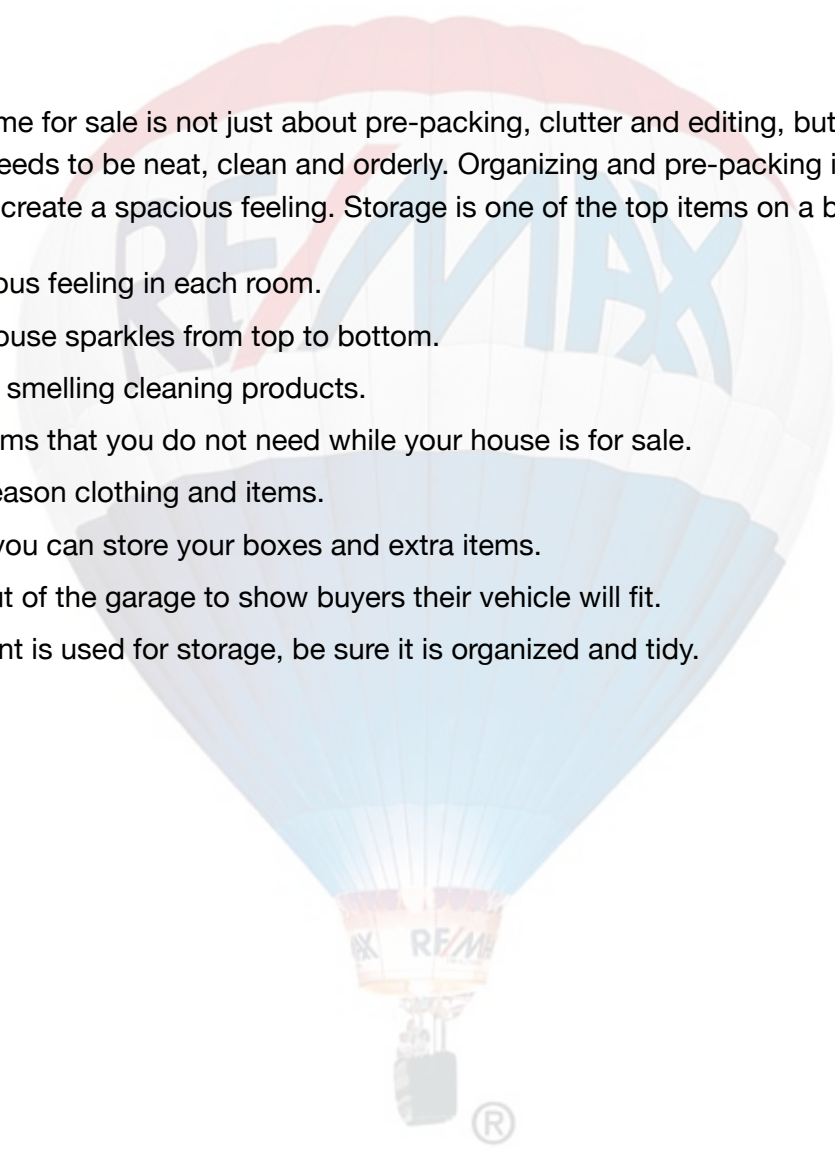 me for sale is not just about pre-packing, clutter and editing, but
eeds to be neat, clean and orderly. Organizing and pre-packing i
create a spacious feeling. Storage is one of the top items on a b
ous feeling in each room.
ouse sparkles from top to bottom.
smelling cleaning products.
ms that you do not need while your house is for sale.
eason clothing and items.
you can store your boxes and extra items.
ut of the garage to show buyers their vehicle will fit.
nt is used for storage, be sure it is organized and tidy.
RE/MAX
AX RE/MA
®